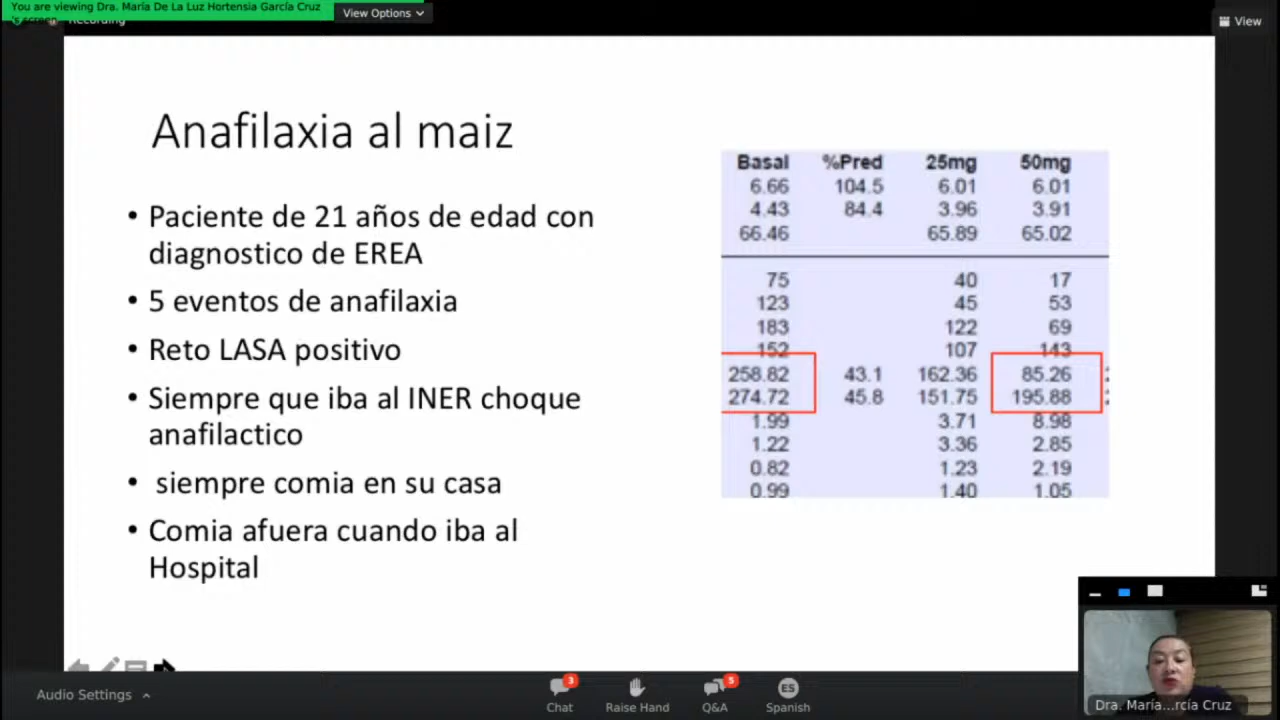 You are viewing Dra. María De La Luz Hortensia García Cruz
's screen
View Options
Recording
View
Anafilaxia al maiz
• Paciente de 21 años de edad con
diagnostico de EREA
• 5 eventos de anafilaxia
• Reto LASA positivo
• Siempre que iba al INER choque
anafilactico
• siempre comia en su casa
• Comia afuera cuando iba al
Hospital
Basal %Pred 25mg 50mg
6.66 104.5 6.01 6.01
4.43 84.4 3.96 3.91
66.46 65.89 65.02
75 40 17
123 45 53
183 122 69
152 107 143
258.82 43.1 162.36 85.26
274.72 45.8 151.75 195.88
1.99 3.71 8.98
1.22 3.36 2.85
0.82 1.23 2.19
0.99 1.40 1.05
Audio Settings
3
Chat
Raise Hand
5
Q&A
ES
Spanish
Dra. María...rcía Cruz